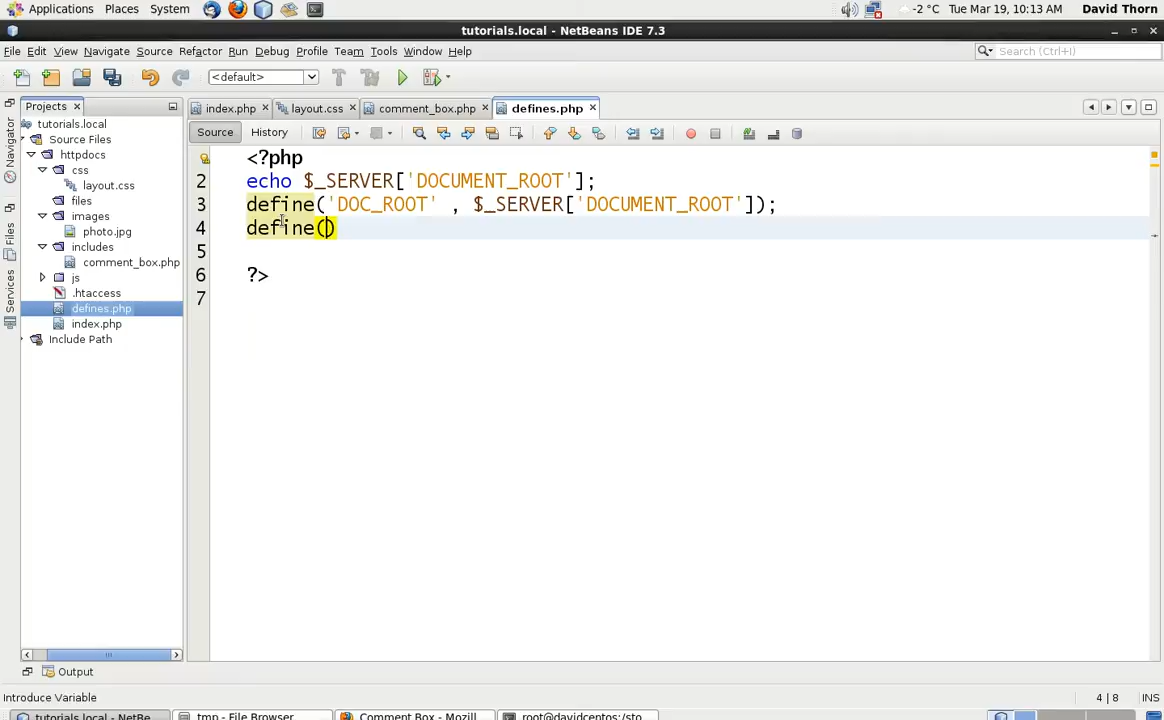 Applications Places System -2 °C Tue Mar 19, 10:13 AM David Thorn
tutorials.local - NetBeans IDE 7.3
File Edit View Navigate Source Refactor Run Debug Profile Team Tools Window Help Search (Ctrl+I)
<default>
Projects index.php layout.css comment_box.php defines.php
Navigator
Files
Services
Source History
tutorials.local
Source Files
httpdocs
css
layout.css
files
images
photo.jpg
includes
comment_box.php
js
.htaccess
defines.php
index.php
Include Path
<?php
2 echo $_SERVER['DOCUMENT_ROOT'];
3 define('DOC_ROOT' , $_SERVER['DOCUMENT_ROOT']);
4 define()
5
6 ?>
7
Output
Introduce Variable 4 | 8 INS
tutorials.local - NetBe... tmp - File Browser Comment Box - Mozill... root@davidcentos:/sto...